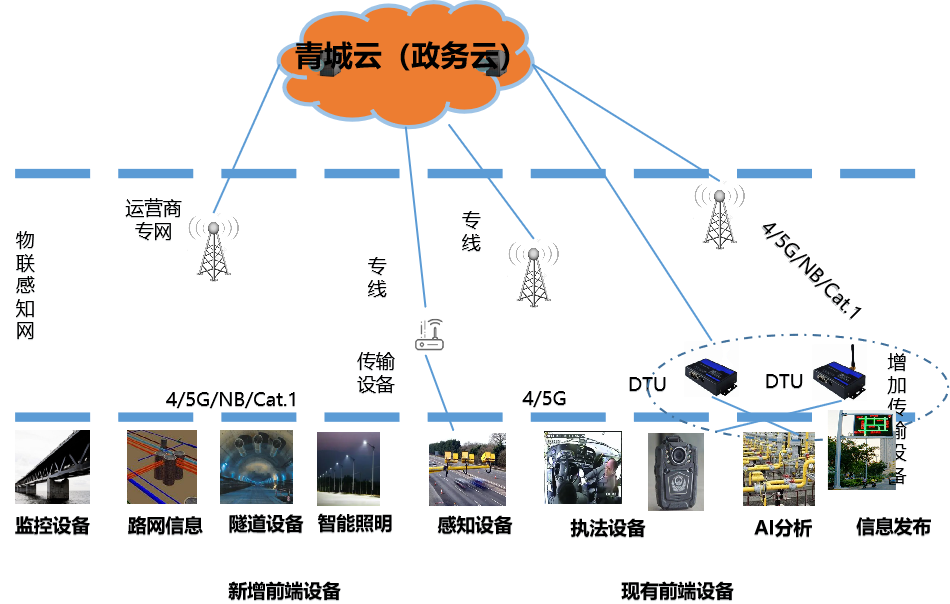 青城云（政务云）
运营商
专网
专
线
专
线
4/5G/NB/Cat.1
物
联
感
知
网
传输
设备
DTU
DTU
增
加
传
输
设
备
4/5G/NB/Cat.1
4/5G
监控设备
路网信息
隧道设备
智能照明
感知设备
执法设备
AI分析
信息发布
新增前端设备
现有前端设备